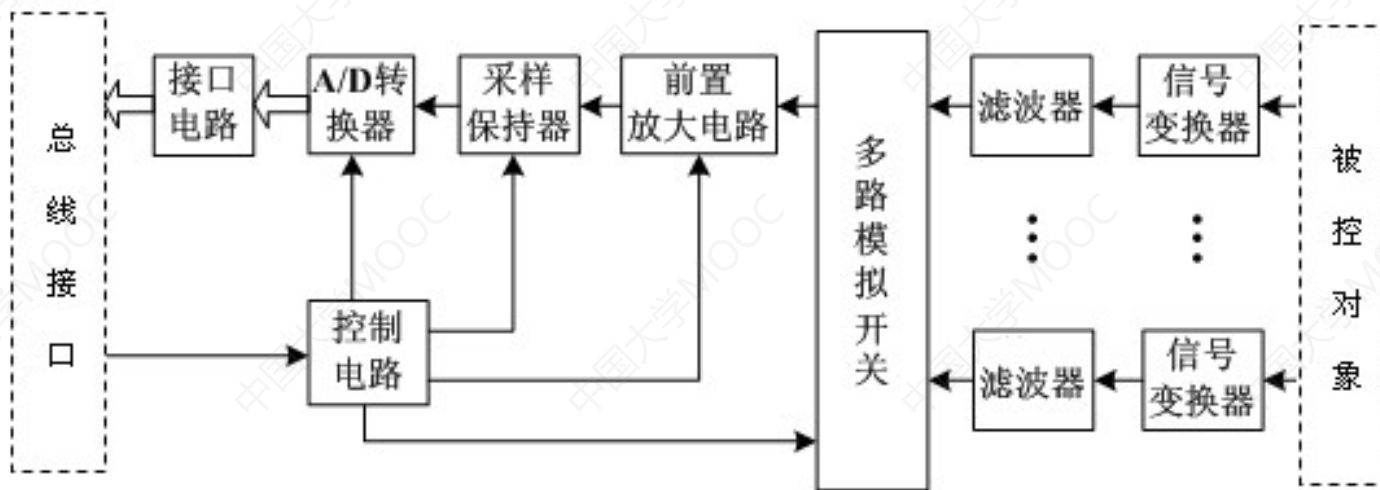 总线接口
接口
电路
A/D转
换器
采样
保持器
前置
放大电路
多路模拟开关
滤波器
信号
变换器
被控对象
控制
电路
滤波器
信号
变换器
中国大学MOOC